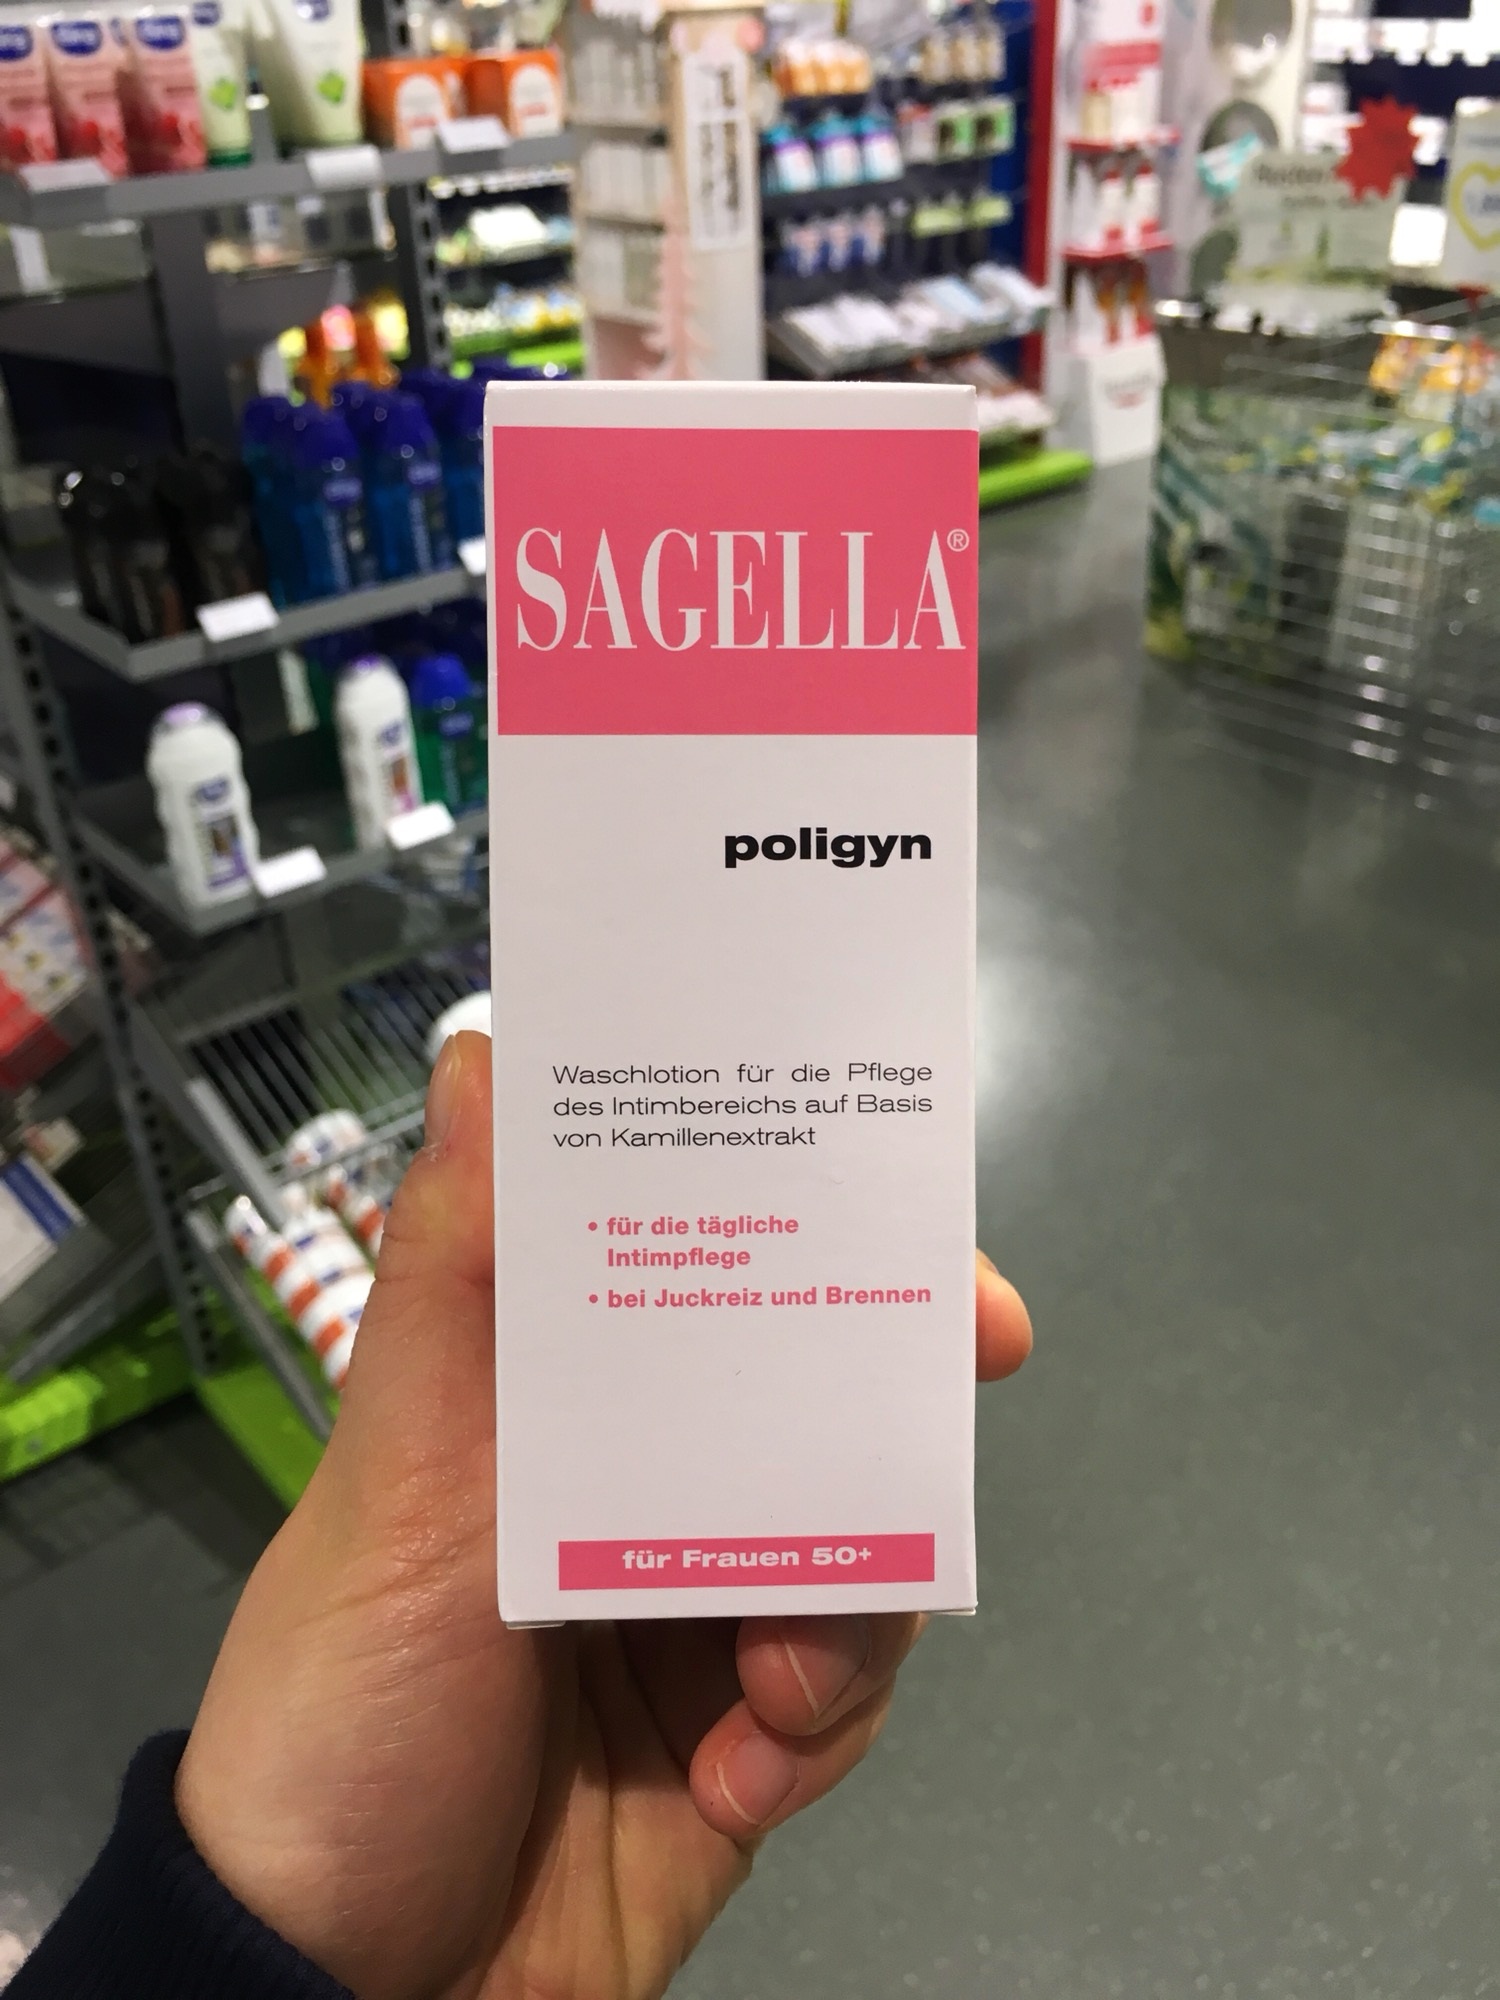 SAGELLA®
poligyn
Waschlotion für die Pflege
des Intimbereichs auf Basis
von Kamillenextrakt
• für die tägliche
Intimpflege
• bei Juckreiz und Brennen
für Frauen 50+